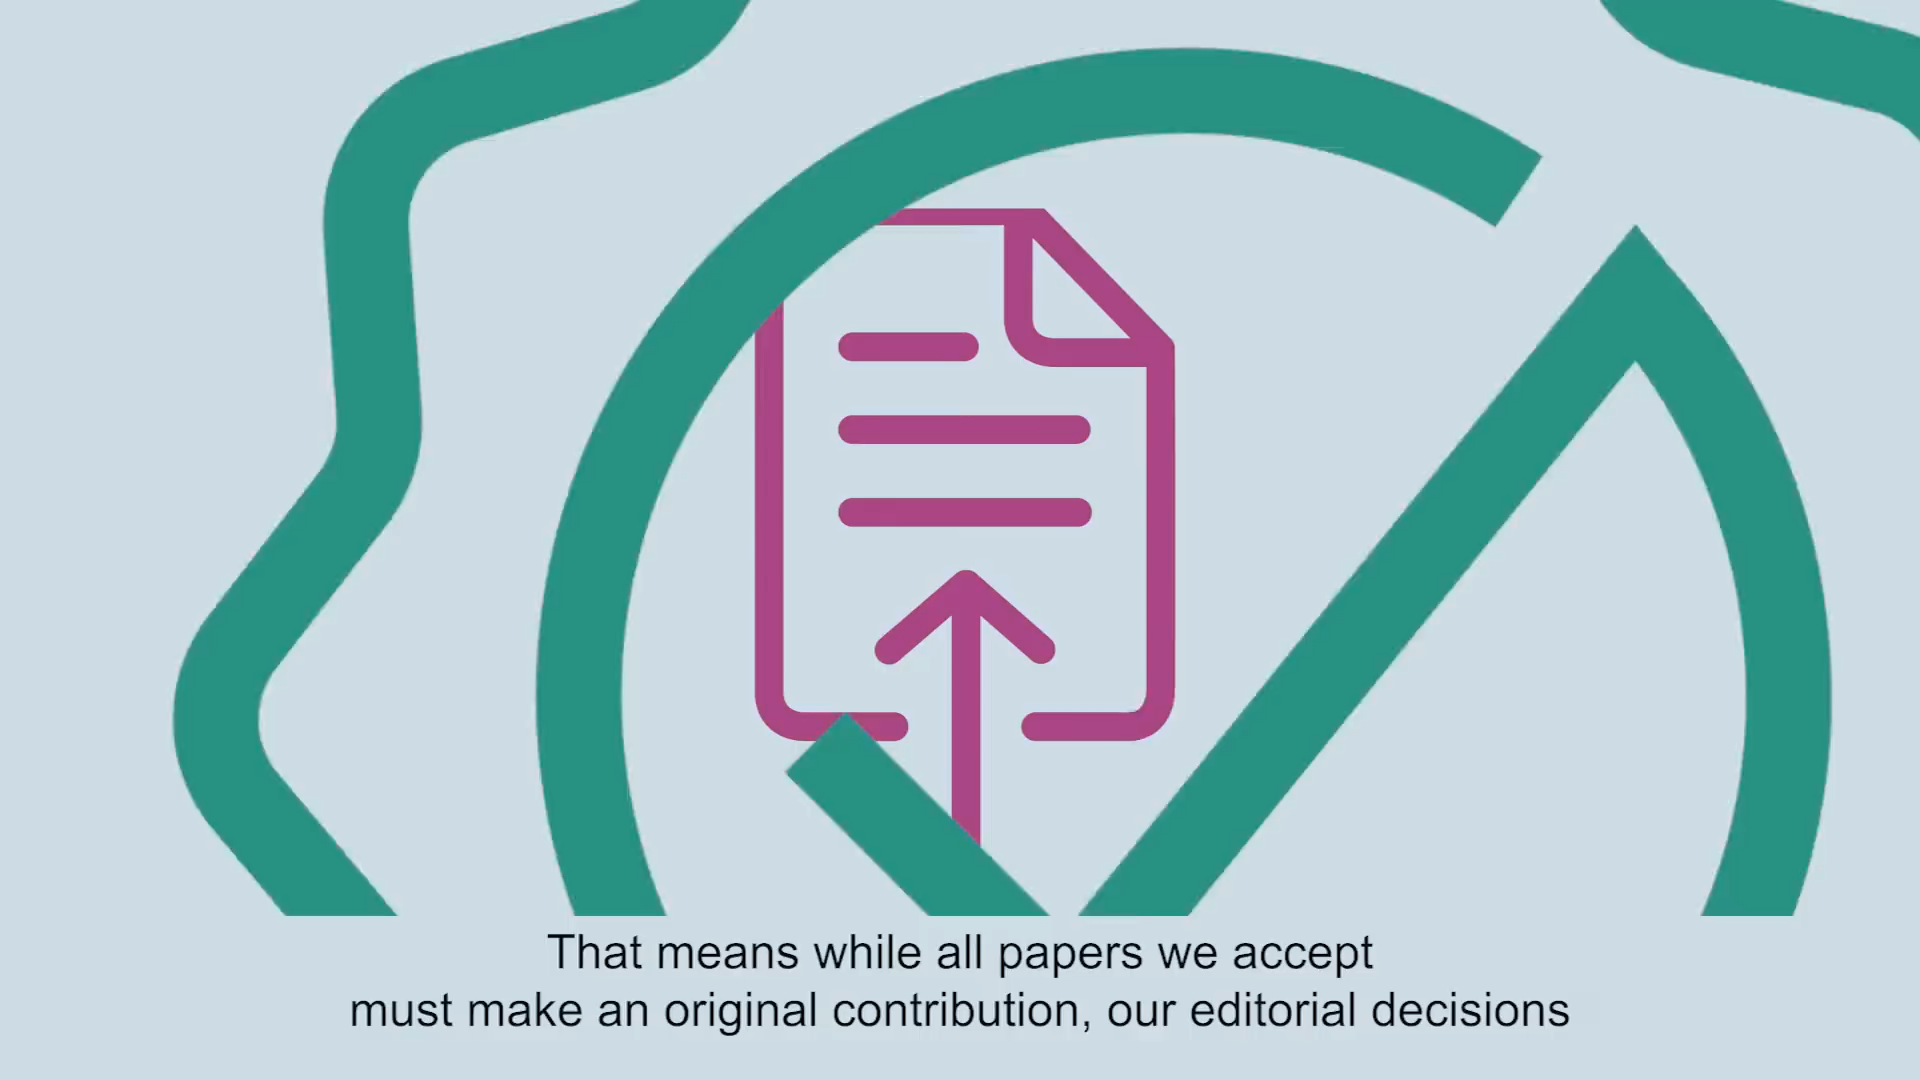 That means while all papers we accept
must make an original contribution, our editorial decisions